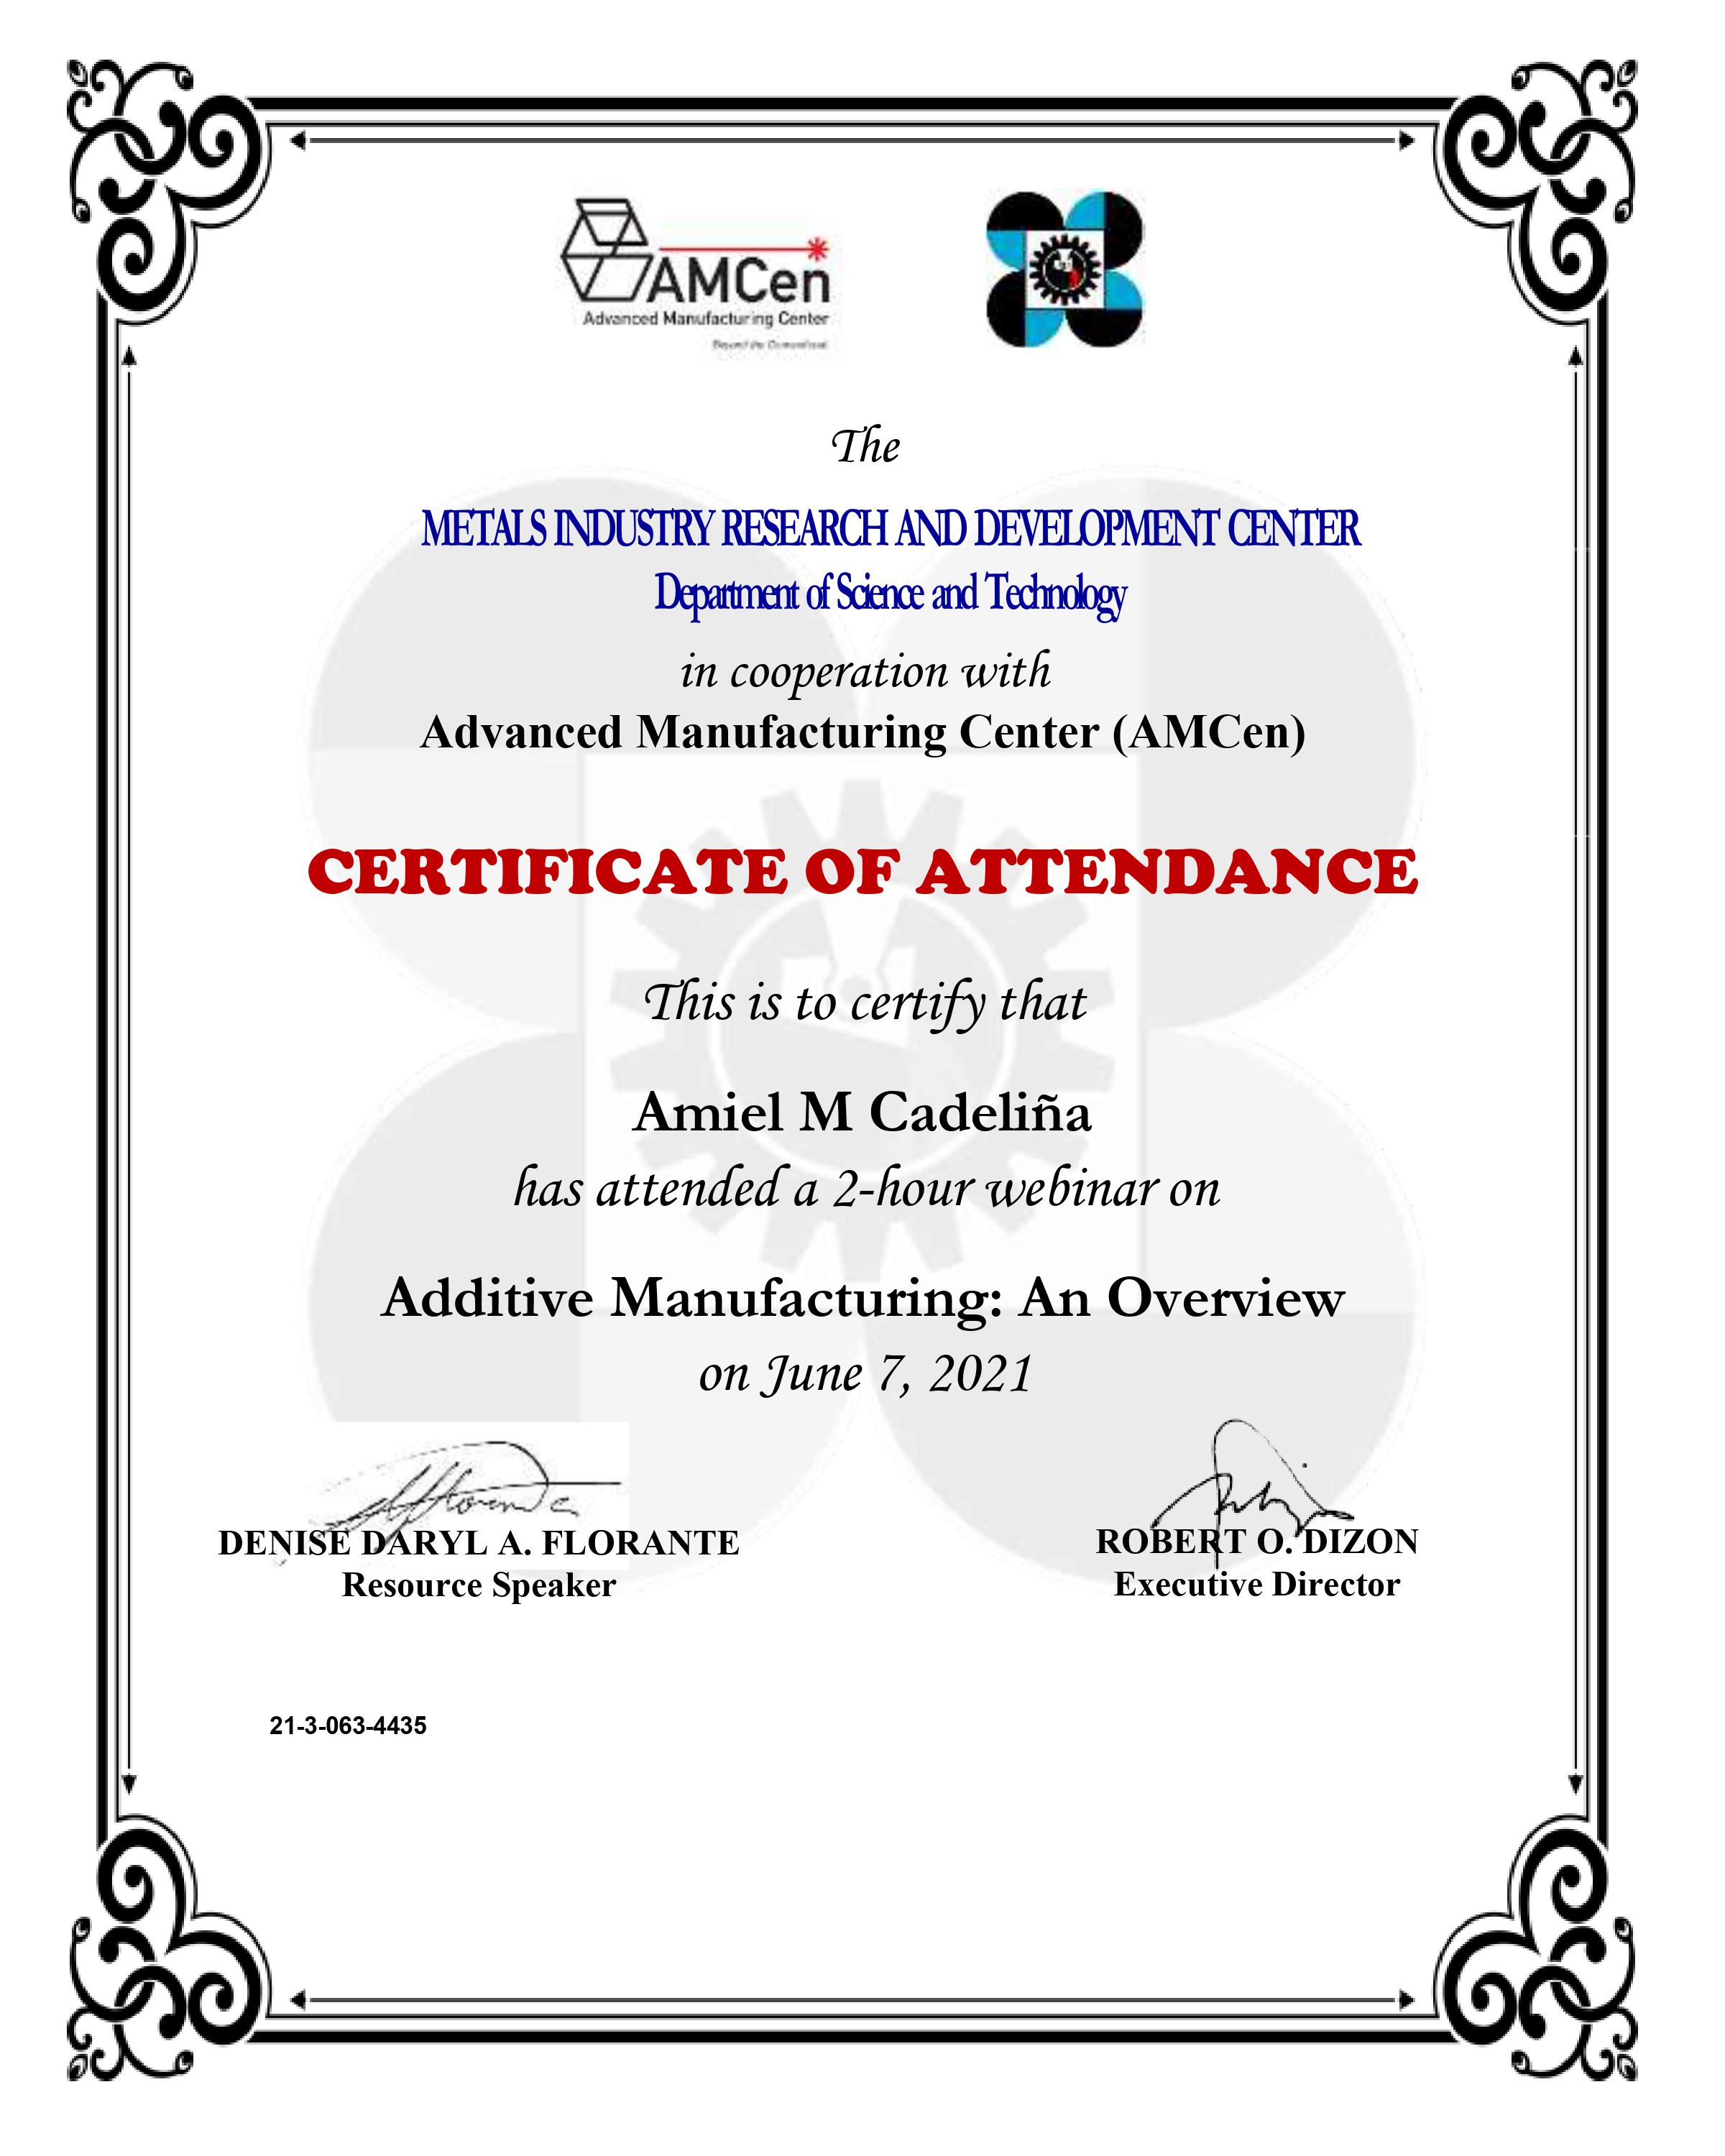 AMCen
Advanced Manufacturing Center
The
METALS INDUSTRY RESEARCH AND DEVELOPMENT CENTER
Department of Science and Technology
in cooperation with
Advanced Manufacturing Center (AMCen)
CERTIFICATE OF ATTENDANCE
This is to certify that
Amiel M Cadeliña
has attended a 2-hour webinar on
Additive Manufacturing: An Overview
on June 7, 2021
DENISE DARYL A. FLORANTE
Resource Speaker
ROBERT O. DIZON
Executive Director
21-3-063-4435